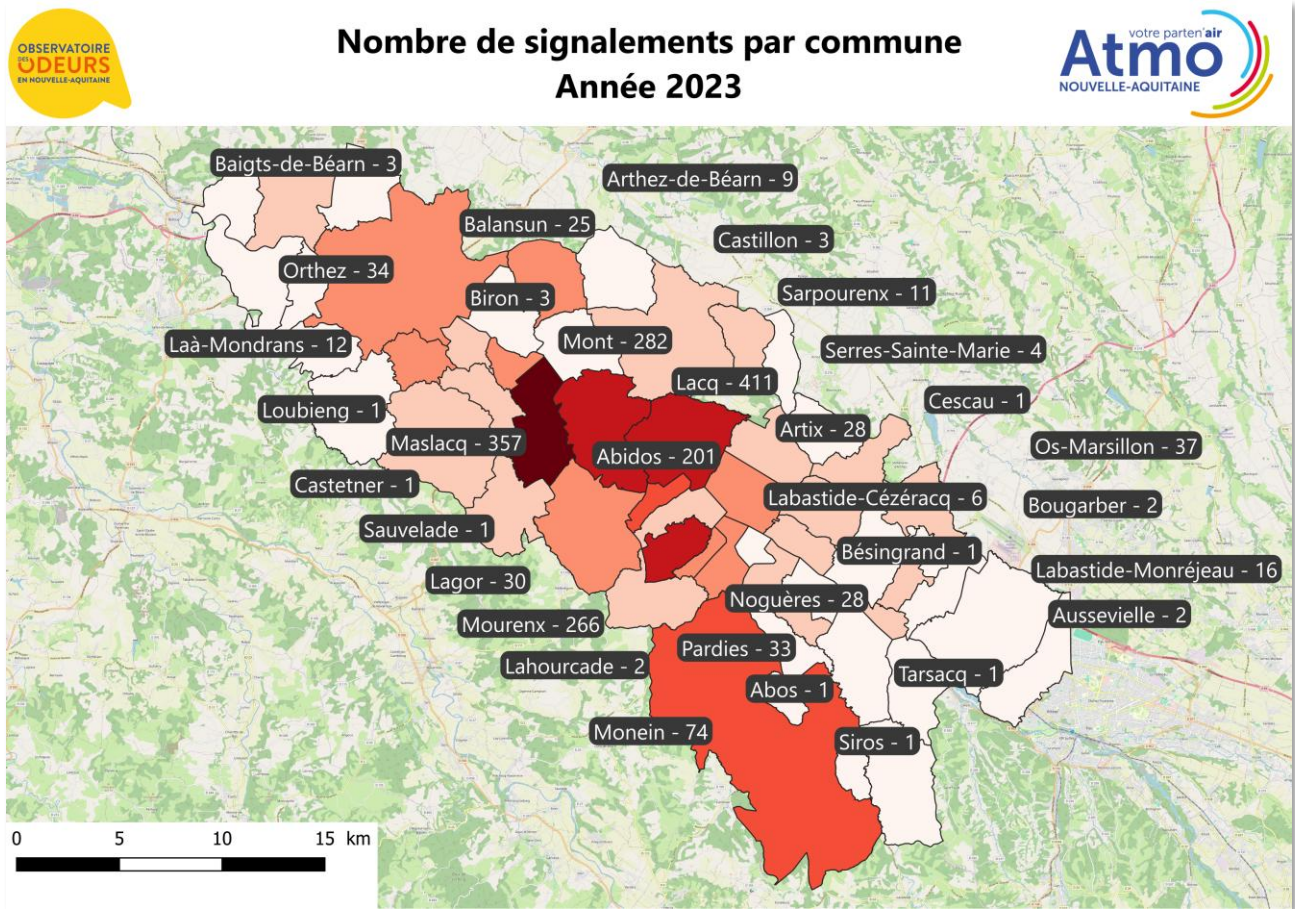 OBSERVATOIRE
DES ODEURS
EN NOUVELLE-AQUITAINE
Nombre de signalements par commune
Année 2023
votre parten'air
Atmo
NOUVELLE-AQUITAINE
Baigts-de-Béarn - 3
Arthez-de-Béarn - 9
Balansun - 25
Castillon - 3
Orthez - 34
Biron - 3
Sarpourenx - 11
Laà-Mondrans - 12
Mont - 282
Serres-Sainte-Marie - 4
Lacq - 411
Cescau - 1
Loubieng - 1
Artix - 28
Maslacq - 357
Abidos - 201
Os-Marsillon - 37
Castetner - 1
Labastide-Cézéracq - 6
Bougarber - 2
Sauvelade - 1
Bésingrand - 1
Labastide-Monréjeau - 16
Lagor - 30
Noguères - 28
Aussevielle - 2
Mourenx - 266
Pardies - 33
Lahourcade - 2
Tarsacq - 1
Abos - 1
Monein - 74
Siros - 1
0 5 10 15 km